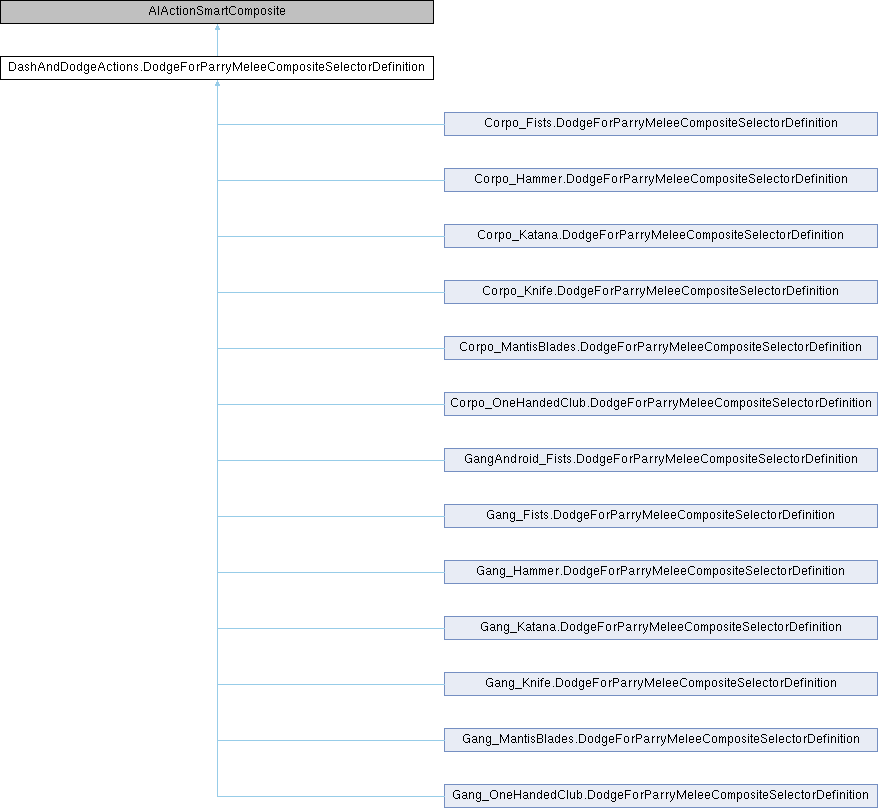 AIActionSmartComposite
DashAndDodgeActions.DodgeForParryMeleeCompositeSelectorDefinition
Corpo_Fists.DodgeForParryMeleeCompositeSelectorDefinition
Corpo_Hammer.DodgeForParryMeleeCompositeSelectorDefinition
Corpo_Katana.DodgeForParryMeleeCompositeSelectorDefinition
Corpo_Knife.DodgeForParryMeleeCompositeSelectorDefinition
Corpo_MantisBlades.DodgeForParryMeleeCompositeSelectorDefinition
Corpo_OneHandedClub.DodgeForParryMeleeCompositeSelectorDefinition
GangAndroid_Fists.DodgeForParryMeleeCompositeSelectorDefinition
Gang_Fists.DodgeForParryMeleeCompositeSelectorDefinition
Gang_Hammer.DodgeForParryMeleeCompositeSelectorDefinition
Gang_Katana.DodgeForParryMeleeCompositeSelectorDefinition
Gang_Knife.DodgeForParryMeleeCompositeSelectorDefinition
Gang_MantisBlades.DodgeForParryMeleeCompositeSelectorDefinition
Gang_OneHandedClub.DodgeForParryMeleeCompositeSelectorDefinition